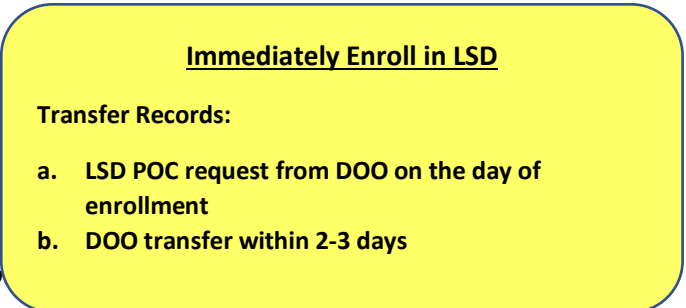 Immediately Enroll in LSD
Transfer Records:
a. LSD POC request from DOO on the day of
enrollment
b. DOO transfer within 2-3 days